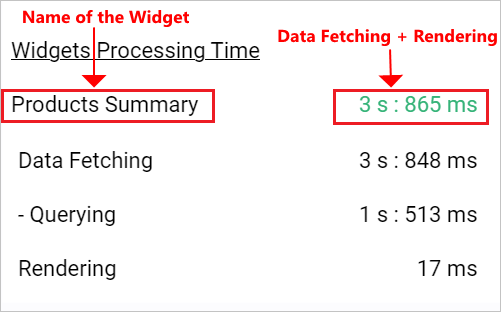 Name of the Widget
Data Fetching + Rendering
Widgets Processing Time
Products Summary 3 s : 865 ms
Data Fetching 3 s : 848 ms
- Querying 1 s : 513 ms
Rendering 17 ms